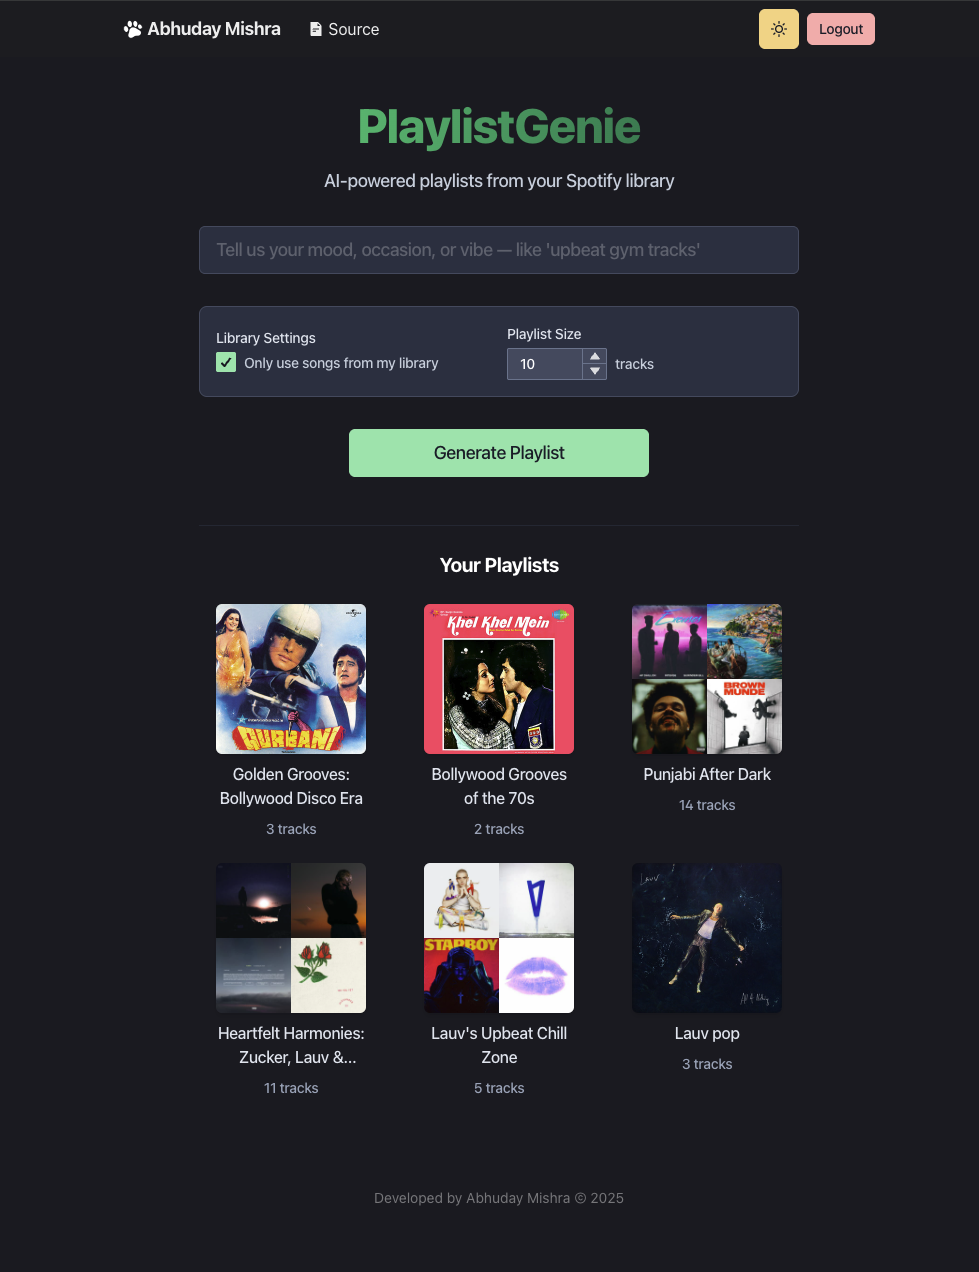 Abhuday Mishra
Source
Logout
PlaylistGenie
AI-powered playlists from your Spotify library
Tell us your mood, occasion, or vibe — like 'upbeat gym tracks'
Library Settings
Only use songs from my library
Playlist Size
10
tracks
Generate Playlist
Your Playlists
QURBANI
Khel Khel Mein
BROWN
MUNDE
Golden Grooves:
Bollywood Disco Era
3 tracks
Bollywood Grooves
of the 70s
2 tracks
Punjabi After Dark
14 tracks
STARBOY
Lauv
Heartfelt Harmonies:
Zucker, Lauv &...
11 tracks
Lauv's Upbeat Chill
Zone
5 tracks
Lauv pop
3 tracks
Developed by Abhuday Mishra © 2025